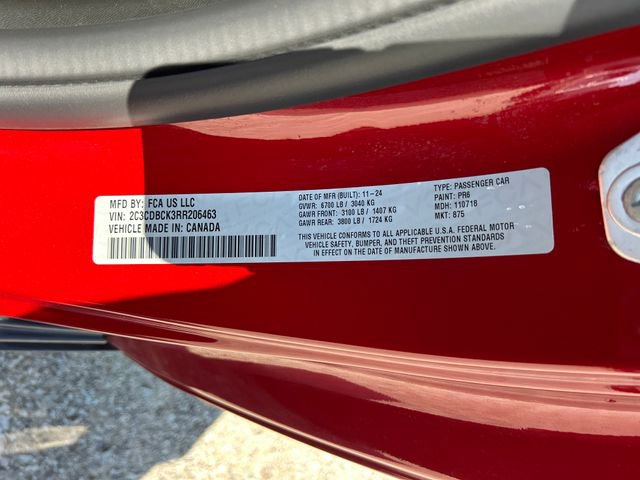 MFD BY: FCA US LLC
VIN: 2C3CDBCK3RR206463
VEHICLE MADE IN: CANADA
DATE OF MFR (BUILT): 11-24
GVWR: 6700 LB / 3040 KG
GAWR FRONT: 3100 LB / 1407 KG
GAWR REAR: 3800 LB / 1724 KG
THIS VEHICLE CONFORMS TO ALL APPLICABLE U.S.A. FEDERAL MOTOR
VEHICLE SAFETY, BUMPER, AND THEFT PREVENTION STANDARDS
IN EFFECT ON THE DATE OF MANUFACTURE SHOWN ABOVE.
TYPE: PASSENGER CAR
PAINT: PR6
MDH: 110718
MKT: 875